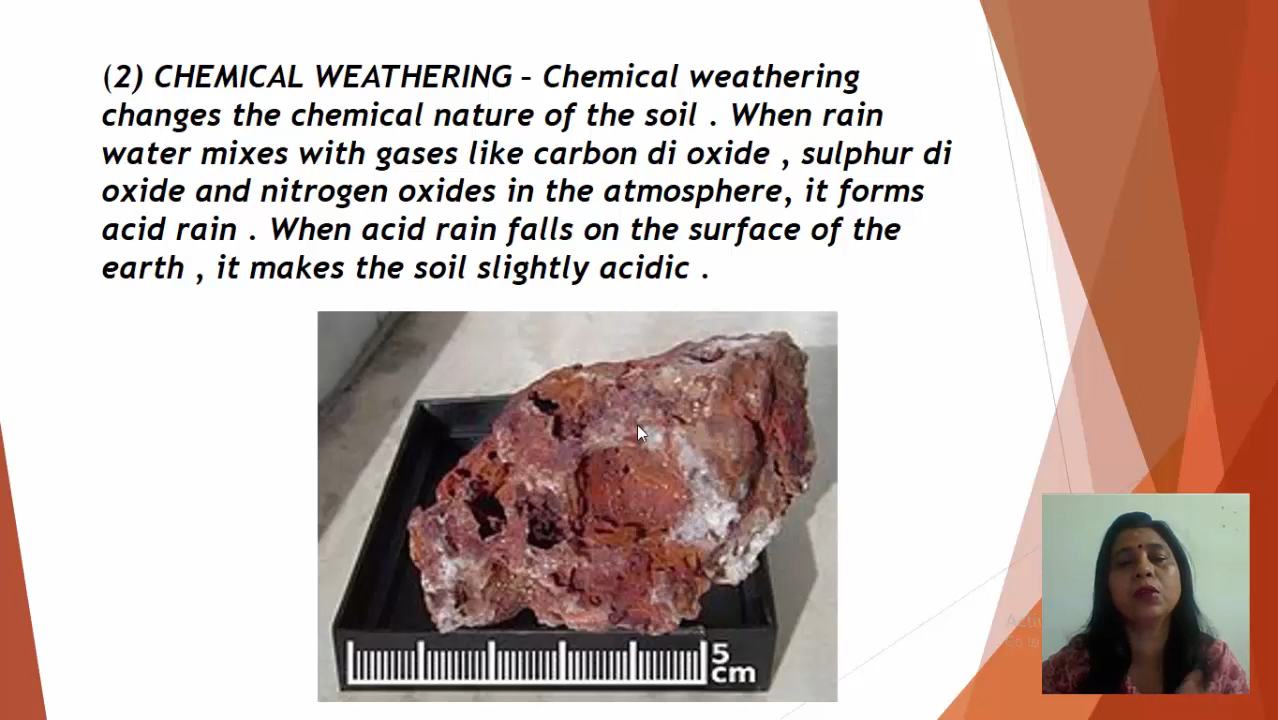 (2) CHEMICAL WEATHERING – Chemical weathering
changes the chemical nature of the soil . When rain
water mixes with gases like carbon di oxide , sulphur di
oxide and nitrogen oxides in the atmosphere, it forms
acid rain . When acid rain falls on the surface of the
earth , it makes the soil slightly acidic .
5
cm